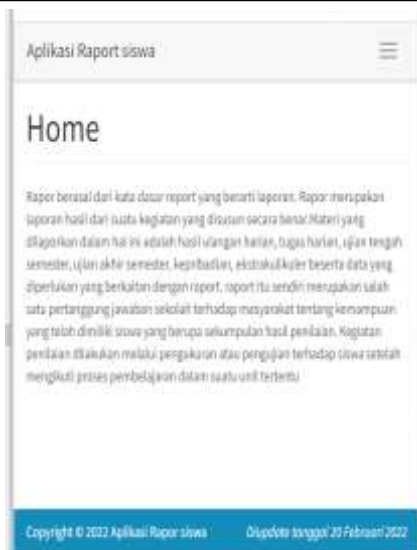 Aplikasi Raport siswa
Home
Rapor berasal dari kata dasar report yang berarti laporan. Rapor merupakan
laporan hasil dari suatu kegiatan yang disusun secara benar.Materi yang
dilaporkan dalam hal ini adalah hasil ulangan harian, tugas harian, ujian tengah
semester, ujian akhir semester, kepribadian, ekstrakulikuler beserta data yang
diperlukan yang berkaitan dengan report. raport itu sendiri merupakan salah
satu pertanggung jawaban sekolah terhadap masyarakat tentang kemampuan
yang telah dimiliki siswa yang berupa sekumpulan hasil penilaian. Kegiatan
penilaian dilakukan melalui pengukuran atau pengujian terhadap siswa setelah
mengikuti proses pembelajaran dalam suatu unit tertentu
Copyright © 2022 Aplikasi Rapor siswa Diupdate tanggal 20 Februari 2022